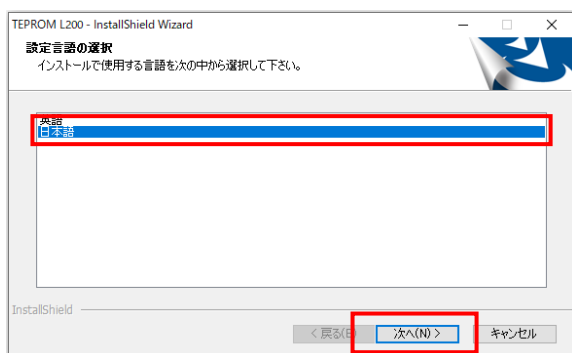 TEPROM L200 - InstallShield Wizard
設定言語の選択
インストールで使用する言語を次の中から選択して下さい。
英語
日本語
InstallShield
< 戻る(B) 次へ(N) > キャンセル